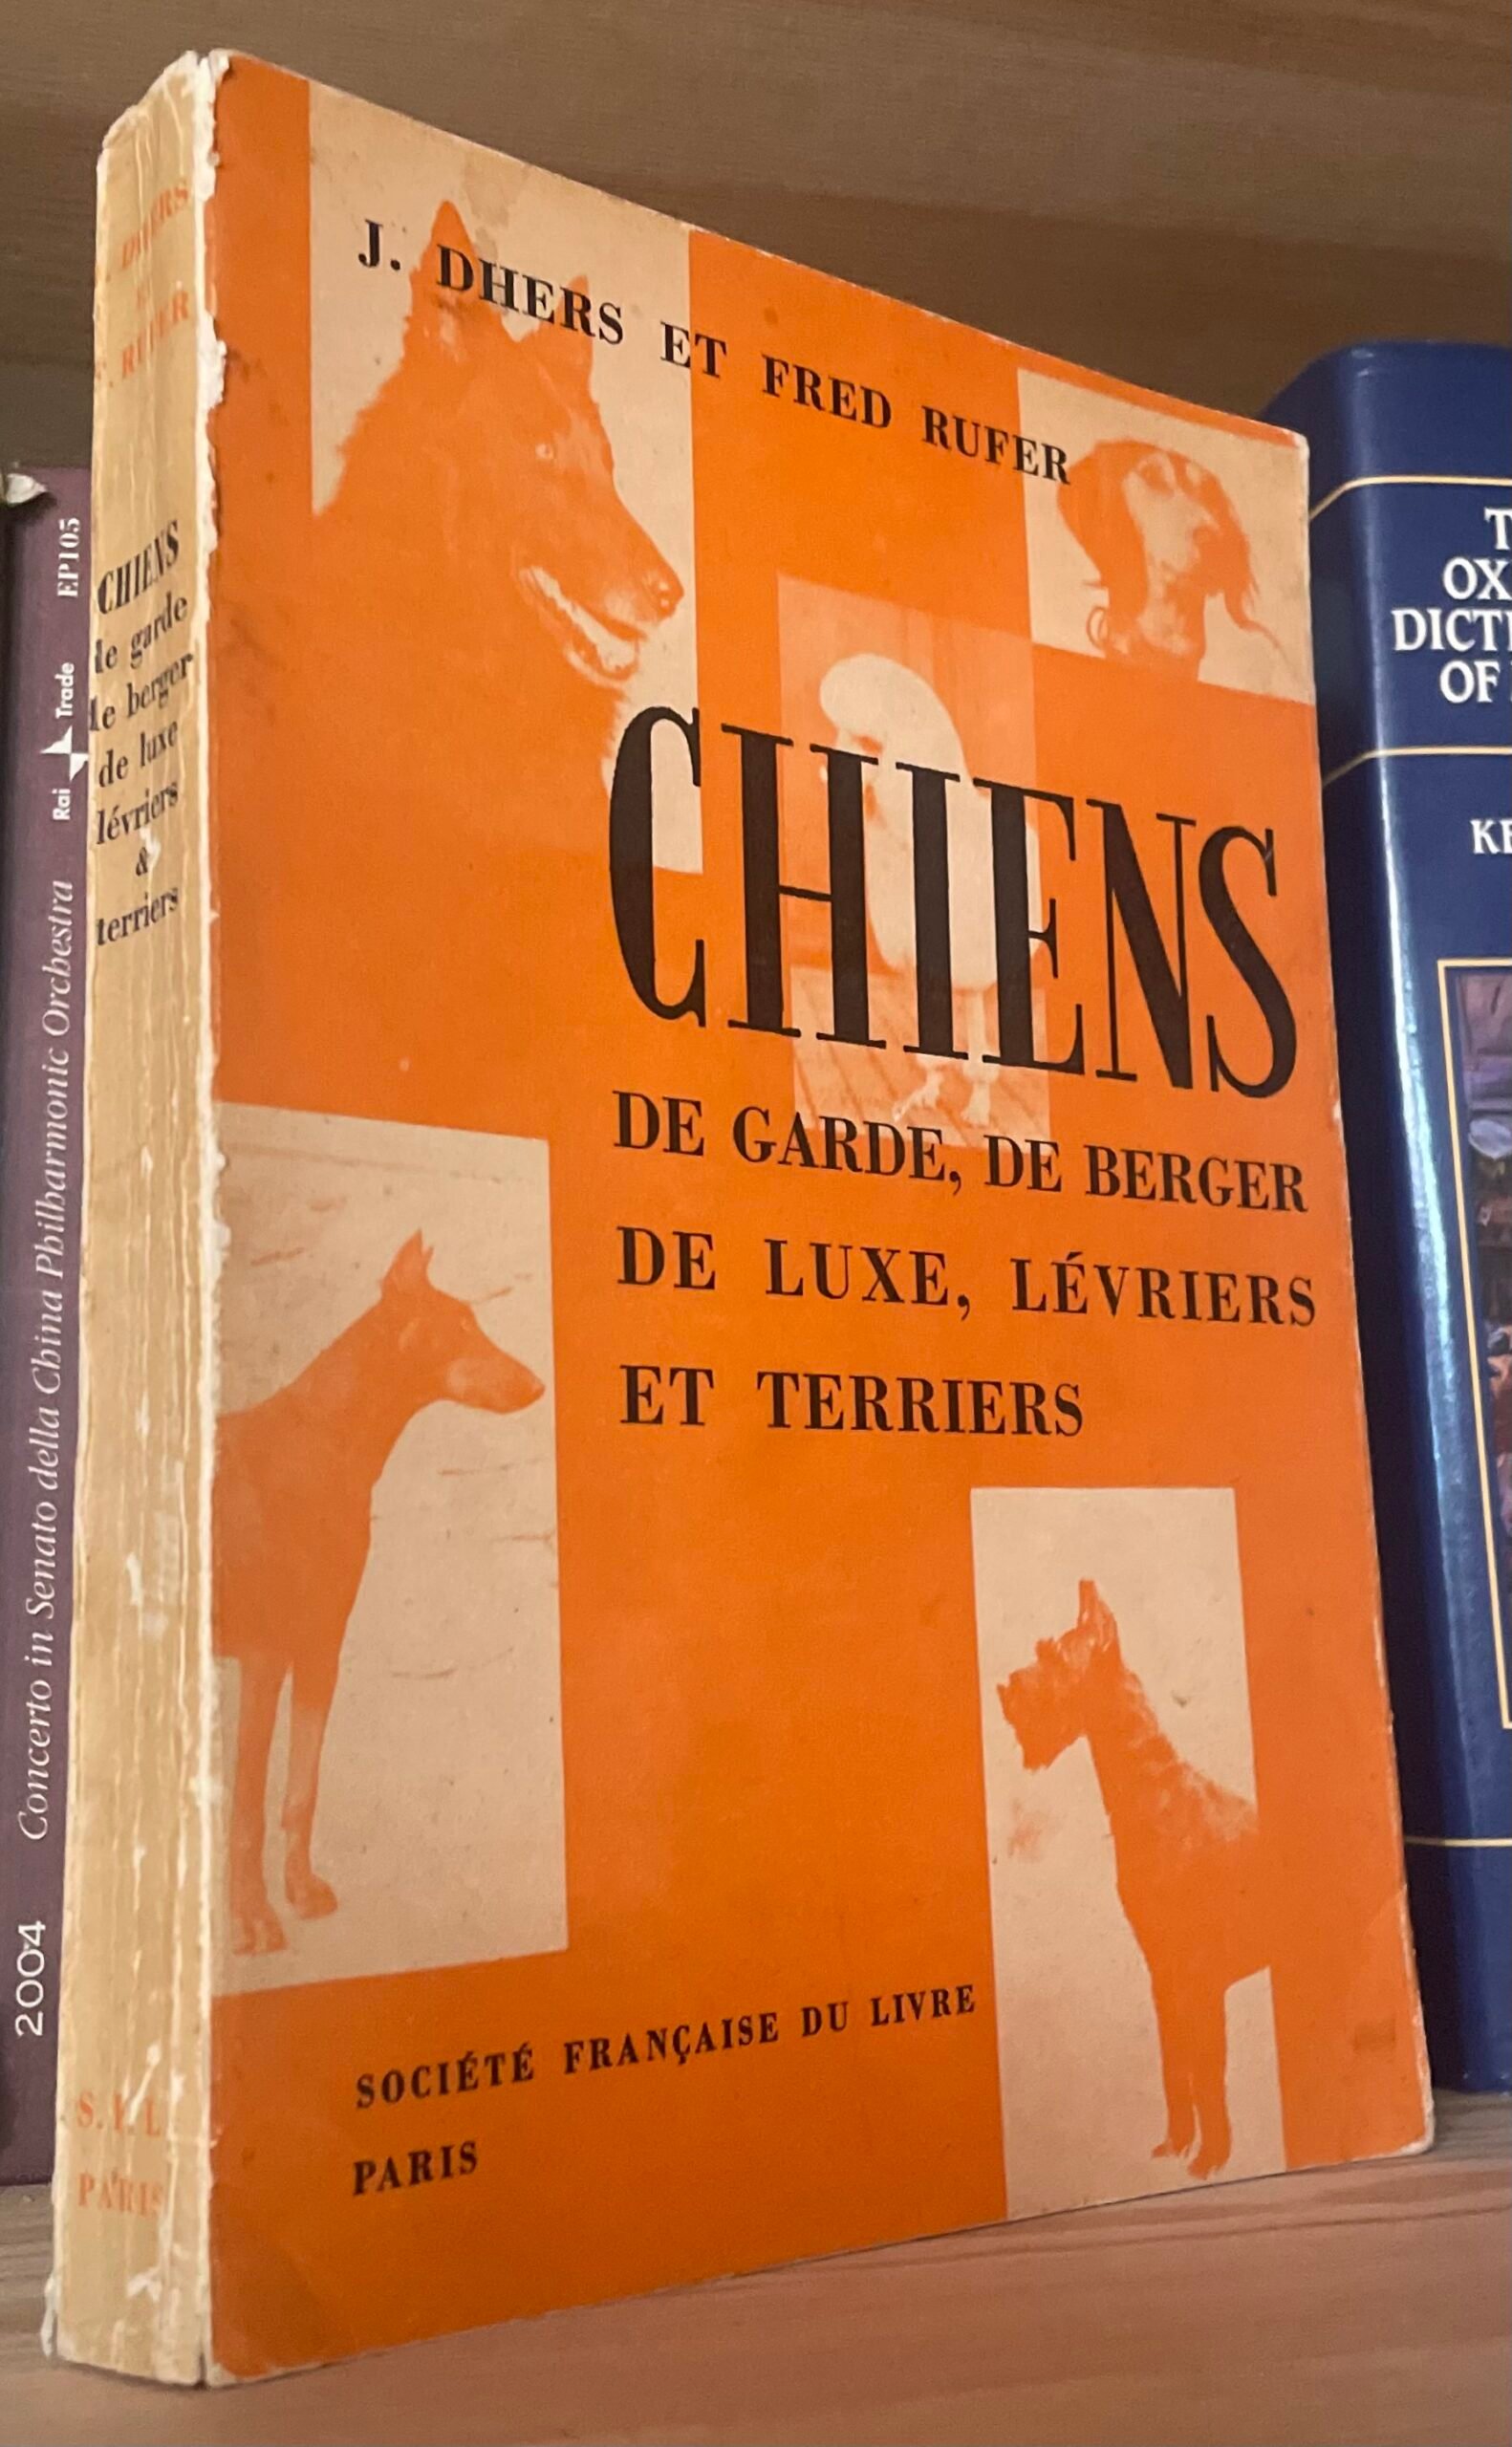 J. DHERS ET FRED RUFER
CHIENS
DE GARDE, DE BERGER
DE LUXE, LÉVRIERS
ET TERRIERS
SOCIÉTÉ FRANÇAISE DU LIVRE
PARIS
DHERS
RUFER
CHIENS
de garde
de berger
de luxe
lévriers
&
terriers
PARIS
2004 Concerto in Senato della China Philharmonic Orchestra Rai Trade EP105
OF